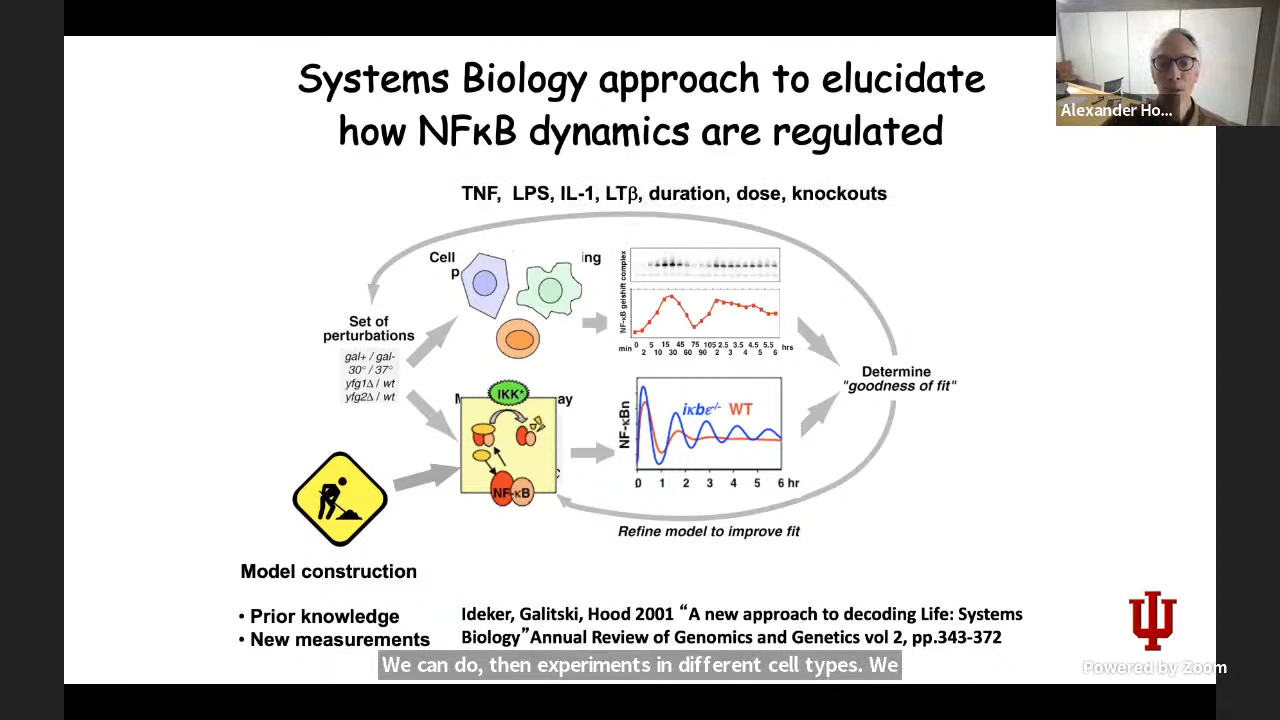 Systems Biology approach to elucidate
how NFκB dynamics are regulated
Alexander Ho...
TNF, LPS, IL-1, LTβ, duration, dose, knockouts
Cell
p
ing
NF-κB gelshift complex
min 0 2 5 10 15 30 45 60 75 90 105 2 2.5 3 3.5 4 4.5 5 5.5 6 hrs
Set of
perturbations
gal+ / gal-
30° / 37°
yfg1Δ / wt
yfg2Δ / wt
Determine
"goodness of fit"
IKK*
ay
NF-κB
NF-κBn
iκbε-/- WT
0 1 2 3 4 5 6 hr
Refine model to improve fit
Model construction
• Prior knowledge
• New measurements
Ideker, Galitski, Hood 2001 “A new approach to decoding Life: Systems
Biology” Annual Review of Genomics and Genetics vol 2, pp.343-372
We can do, then experiments in different cell types. We
Powered by Zoom